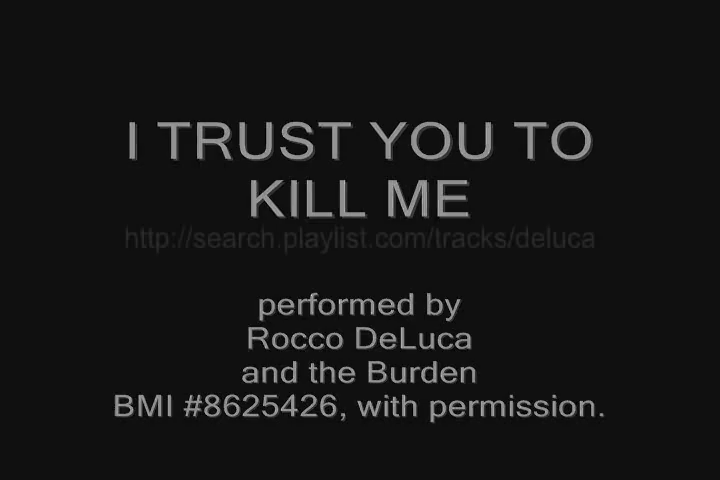 I TRUST YOU TO
KILL ME
http://search.playlist.com/tracks/deluca
performed by
Rocco DeLuca
and the Burden
BMI #8625426, with permission.